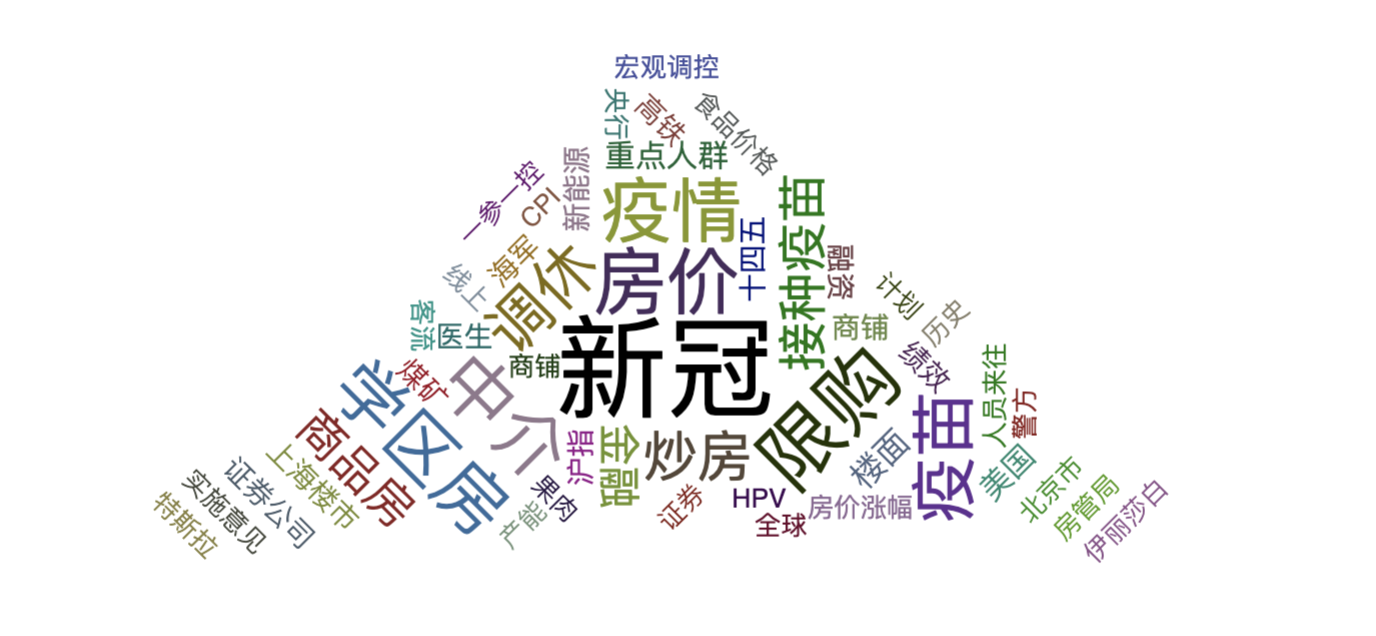 宏观调控
央行
高铁
食品价格
重点人群
新能源
一参一控
CPI
疫情
接种疫苗
十四五
融资
海军
调休
房价
线上
计划
历史
客流
医生
商铺
新冠
商铺
限购
绩效
人员来往
警方
煤矿
中介
学区房
疫苗
商品房
沪指
金融
炒房
楼面
美国
上海楼市
证券公司
实施意见
特斯拉
果肉
产能
证券
HPV
全球
房价涨幅
北京市
房管局
伊丽莎白